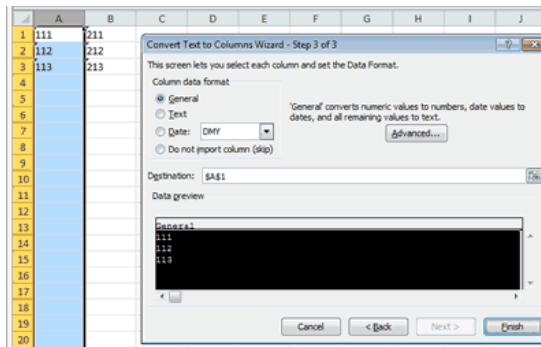 A B C D E F G H I J
1 111 211
2 112 212
3 113 213
4
5
6
7
8
9
10
11
12
13
14
15
16
17
18
19
20
Convert Text to Columns Wizard - Step 3 of 3
This screen lets you select each column and set the Data Format.
Column data format
General
Text
Date: DMY
Do not import column (skip)
'General' converts numeric values to numbers, date values to
dates, and all remaining values to text.
Advanced...
Destination: $A$1
Data preview
General
111
112
113
Cancel < Back Next > Finish